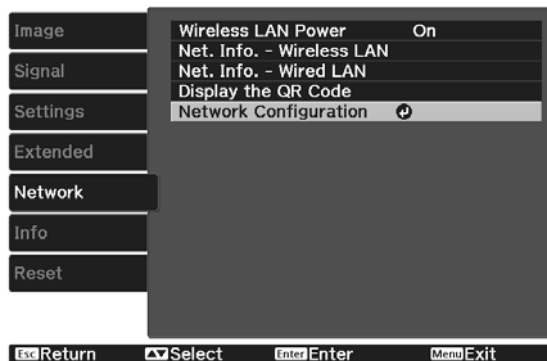 Image
Signal
Settings
Extended
Network
Info
Reset
Wireless LAN Power On
Net. Info. - Wireless LAN
Net. Info. - Wired LAN
Display the QR Code
Network Configuration
Esc Return Select Enter Enter Menu Exit